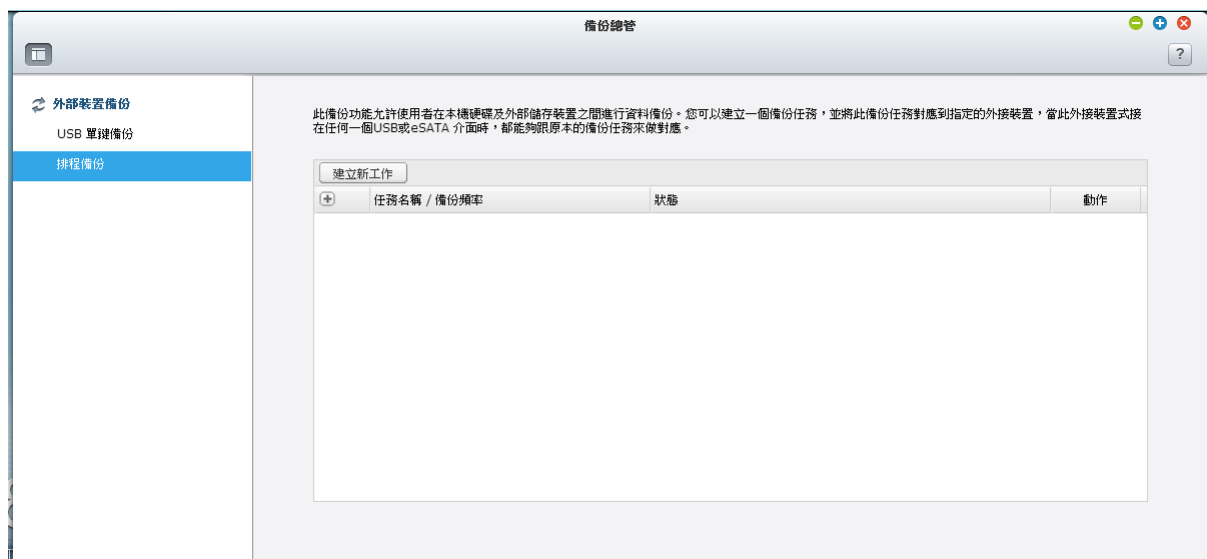 備份總管
?
外部裝置備份
USB 單鍵備份
排程備份
此備份功能允許使用者在本機硬碟及外部儲存裝置之間進行資料備份。您可以建立一個備份任務，並將此備份任務對應到指定的外接裝置，當此外接裝置式接
在任何一個USB或eSATA 介面時，都能夠跟原本的備份任務來做對應。
建立新工作
任務名稱 / 備份頻率
狀態
動作